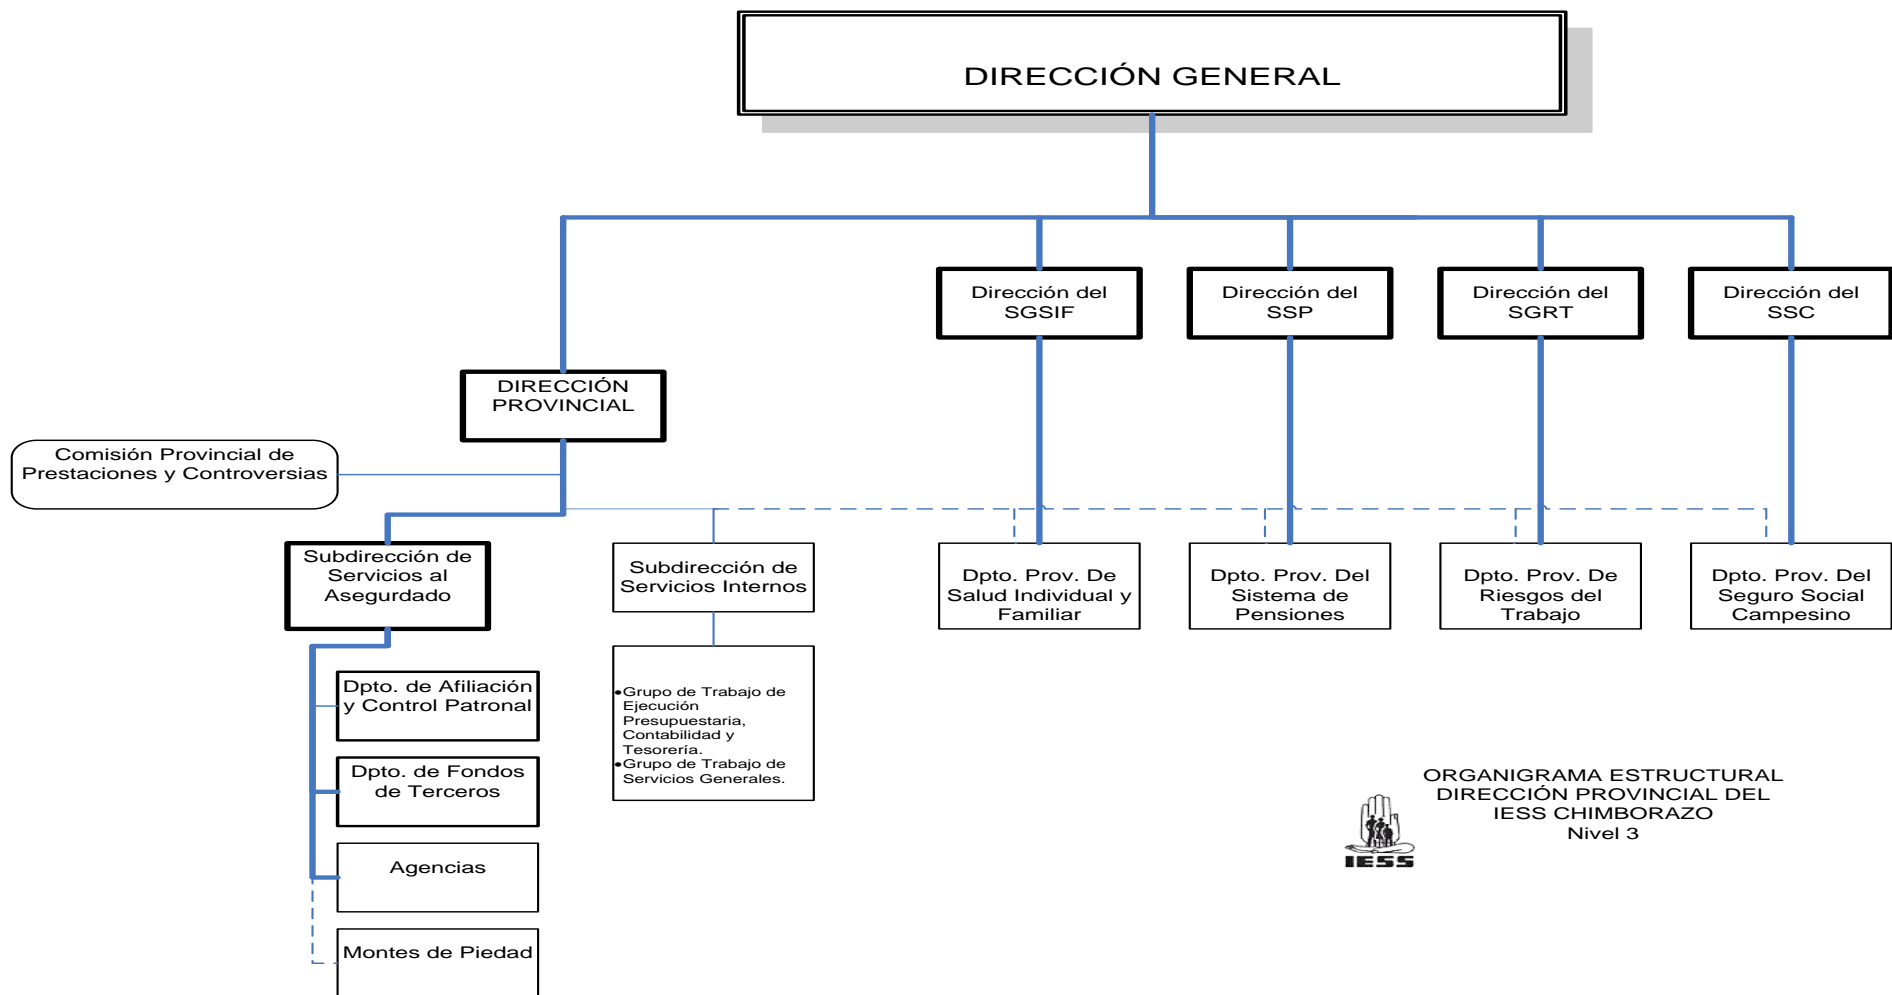 DIRECCIÓN GENERAL
Dirección del
SGSIF
Dirección del
SSP
Dirección del
SGRT
Dirección del
SSC
DIRECCIÓN
PROVINCIAL
Comisión Provincial de
Prestaciones y Controversias
Subdirección de
Servicios al
Asegurdado
Subdirección de
Servicios Internos
Dpto. Prov. De
Salud Individual y
Familiar
Dpto. Prov. Del
Sistema de
Pensiones
Dpto. Prov. De
Riesgos del
Trabajo
Dpto. Prov. Del
Seguro Social
Campesino
Dpto. de Afiliación
y Control Patronal
•Grupo de Trabajo de
Ejecución
Presupuestaria,
Contabilidad y
Tesorería.
•Grupo de Trabajo de
Servicios Generales.
Dpto. de Fondos
de Terceros
Agencias
Montes de Piedad
ORGANIGRAMA ESTRUCTURAL
DIRECCIÓN PROVINCIAL DEL
IESS CHIMBORAZO
Nivel 3
IESS